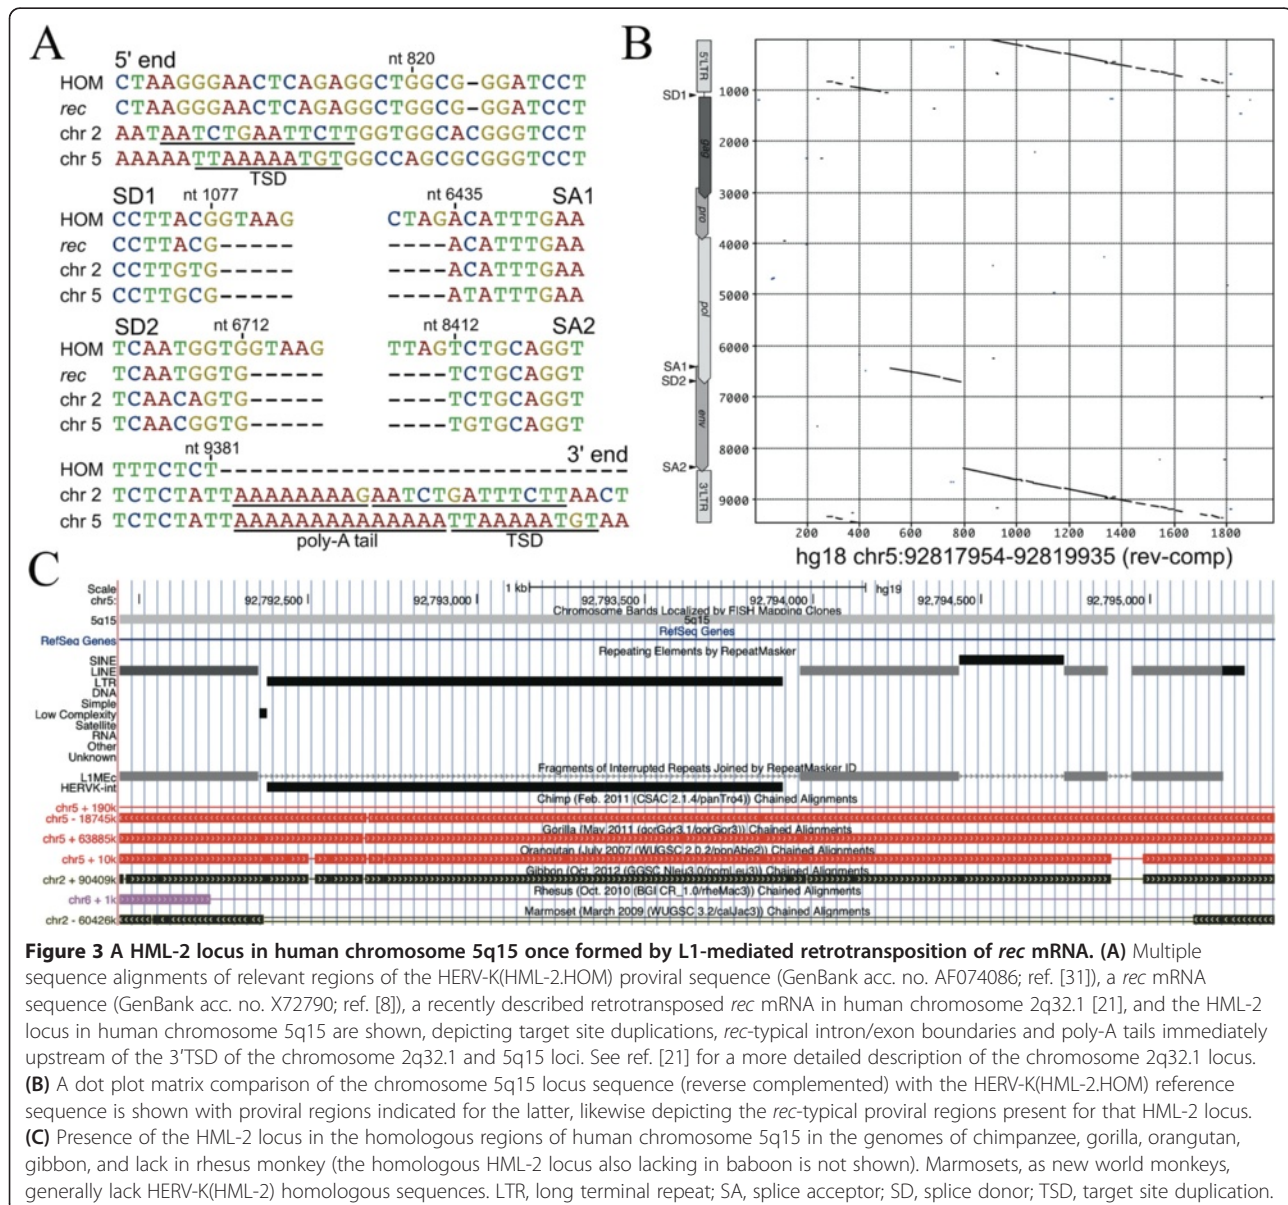 A
5' end
nt 820
HOM CTAAGGGAACTCAGAGGCTGGCG-GGATCCT
rec CTAAGGGAACTCAGAGGCTGGCG-GGATCCT
chr 2 AATAATCTGAATTCTTGGTGGCACGGGTCCT
chr 5 AAAAATTAAAAATGTGGCCAGCGCGGGTCCT
TSD
SD1 nt 1077 nt 6435 SA1
HOM CCTTACGGTAAG CTAGACATTTGAA
rec CCTTACG----- ----ACATTTGAA
chr 2 CCTTGTG----- ----ACATTTGAA
chr 5 CCTTGCG----- ----ATATTTGAA
SD2 nt 6712 nt 8412 SA2
HOM TCAATGGTGGTAAG TTAGTCTGCAGGT
rec TCAATGGTG----- ----TCTGCAGGT
chr 2 TCAACAGTG----- ----TCTGCAGGT
chr 5 TCAACGGTG----- ----TGTGCAGGT
nt 9381 3' end
HOM TTTCTCT---------------------------
chr 2 TCTCTATTAAAAAAAAGAATCTGATTTCTTAACT
chr 5 TCTCTATTAAAAAAAAAAAAAATTAAAAATGTAA
poly-A tail TSD
B
5'LTR
SD1
gag
pro
pol
SA1
SD2
env
SA2
3'LTR
1000
2000
3000
4000
5000
6000
7000
8000
9000
200 400 600 800 1000 1200 1400 1600 1800
hg18 chr5:92817954-92819935 (rev-comp)
C
Scale 1 kb hg19
chr5: 92,792,500 92,793,000 92,793,500 92,794,000 92,794,500 92,795,000
Chromosome Bands Localized by FISH Mapping Clones
5q15 5q15
RefSeq Genes
RefSeq Genes
Repeating Elements by RepeatMasker
SINE
LINE
LTR
DNA
Simple
Low Complexity
Satellite
RNA
Other
Unknown
Fragments of Interrupted Repeats Joined by RepeatMasker ID
L1MEc
HERVK-int
Chimp (Feb. 2011 (CSAC 2.1.4/panTro4)) Chained Alignments
chr5 + 190k
chr5 - 18745k
Gorilla (May 2011 (gorGor3.1/gorGor3)) Chained Alignments
chr5 + 63885k
Orangutan (July 2007 (WUGSC 2.0.2/ponAbe2)) Chained Alignments
chr5 + 10k
Gibbon (Oct. 2012 (GGSC Nleu3.0/nomLeu3)) Chained Alignments
chr2 + 90409k
Rhesus (Oct. 2010 (BGI CR_1.0/rheMac3)) Chained Alignments
chr6 + 1k
Marmoset (March 2009 (WUGSC 3.2/calJac3)) Chained Alignments
chr2 - 60426k
Figure 3 A HML-2 locus in human chromosome 5q15 once formed by L1-mediated retrotransposition of rec mRNA. (A) Multiple
sequence alignments of relevant regions of the HERV-K(HML-2.HOM) proviral sequence (GenBank acc. no. AF074086; ref. [31]), a rec mRNA
sequence (GenBank acc. no. X72790; ref. [8]), a recently described retrotransposed rec mRNA in human chromosome 2q32.1 [21], and the HML-2
locus in human chromosome 5q15 are shown, depicting target site duplications, rec-typical intron/exon boundaries and poly-A tails immediately
upstream of the 3'TSD of the chromosome 2q32.1 and 5q15 loci. See ref. [21] for a more detailed description of the chromosome 2q32.1 locus.
(B) A dot plot matrix comparison of the chromosome 5q15 locus sequence (reverse complemented) with the HERV-K(HML-2.HOM) reference
sequence is shown with proviral regions indicated for the latter, likewise depicting the rec-typical proviral regions present for that HML-2 locus.
(C) Presence of the HML-2 locus in the homologous regions of human chromosome 5q15 in the genomes of chimpanzee, gorilla, orangutan,
gibbon, and lack in rhesus monkey (the homologous HML-2 locus also lacking in baboon is not shown). Marmosets, as new world monkeys,
generally lack HERV-K(HML-2) homologous sequences. LTR, long terminal repeat; SA, splice acceptor; SD, splice donor; TSD, target site duplication.